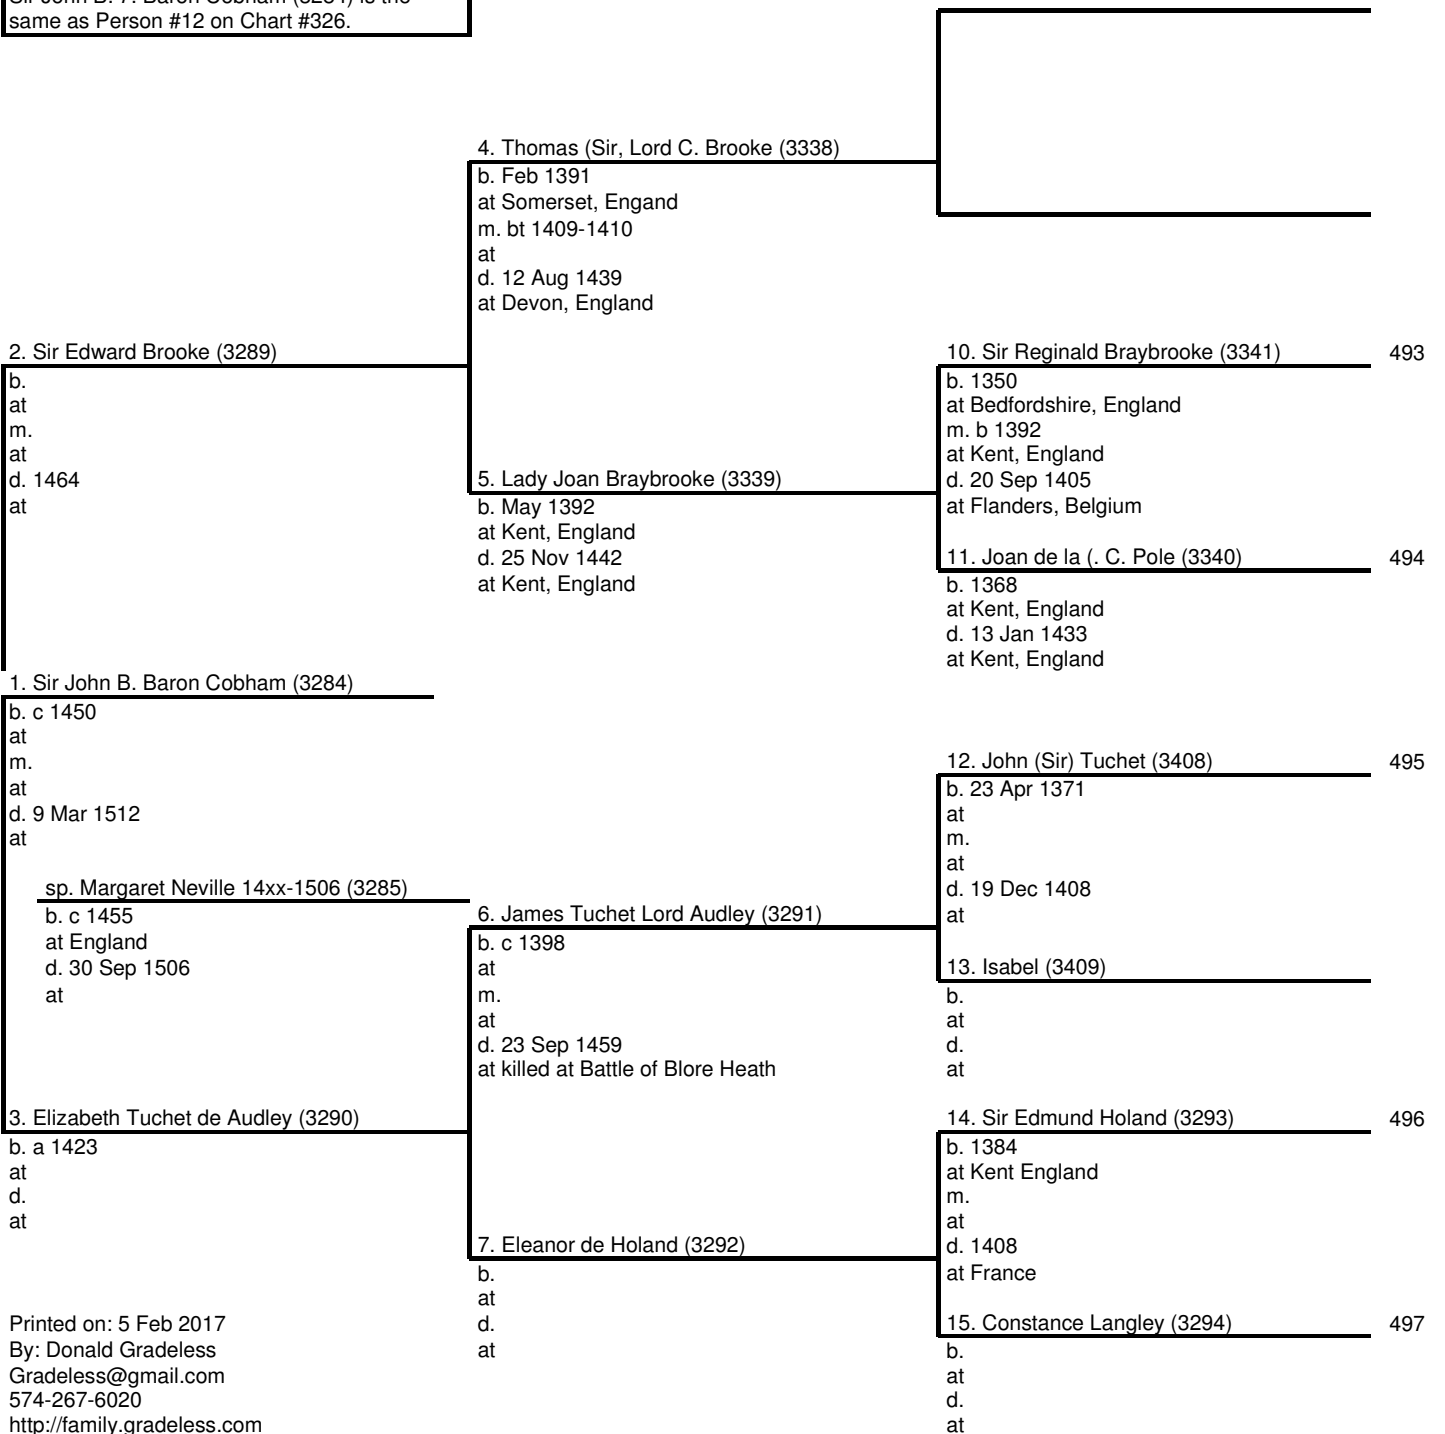 Sir John B. 7. Baron Cobham (3284) is the
same as Person #12 on Chart #326.
4. Thomas (Sir, Lord C. Brooke (3338)
b. Feb 1391
at Somerset, Engand
m. bt 1409-1410
at
d. 12 Aug 1439
at Devon, England
2. Sir Edward Brooke (3289)
b.
at
m.
at
d. 1464
at
10. Sir Reginald Braybrooke (3341) 493
b. 1350
at Bedfordshire, England
m. b 1392
at Kent, England
d. 20 Sep 1405
at Flanders, Belgium
5. Lady Joan Braybrooke (3339)
b. May 1392
at Kent, England
d. 25 Nov 1442
at Kent, England
11. Joan de la (. C. Pole (3340) 494
b. 1368
at Kent, England
d. 13 Jan 1433
at Kent, England
1. Sir John B. Baron Cobham (3284)
b. c 1450
at
m.
at
d. 9 Mar 1512
at
sp. Margaret Neville 14xx-1506 (3285)
b. c 1455
at England
d. 30 Sep 1506
at
12. John (Sir) Tuchet (3408) 495
b. 23 Apr 1371
at
m.
at
d. 19 Dec 1408
at
6. James Tuchet Lord Audley (3291)
b. c 1398
at
m.
at
d. 23 Sep 1459
at killed at Battle of Blore Heath
13. Isabel (3409)
b.
at
d.
at
3. Elizabeth Tuchet de Audley (3290)
b. a 1423
at
d.
at
14. Sir Edmund Holand (3293) 496
b. 1384
at Kent England
m.
at
d. 1408
at France
7. Eleanor de Holand (3292)
b.
at
d.
at
15. Constance Langley (3294) 497
b.
at
d.
at
Printed on: 5 Feb 2017
By: Donald Gradeless
Gradeless@gmail.com
574-267-6020
http://family.gradeless.com